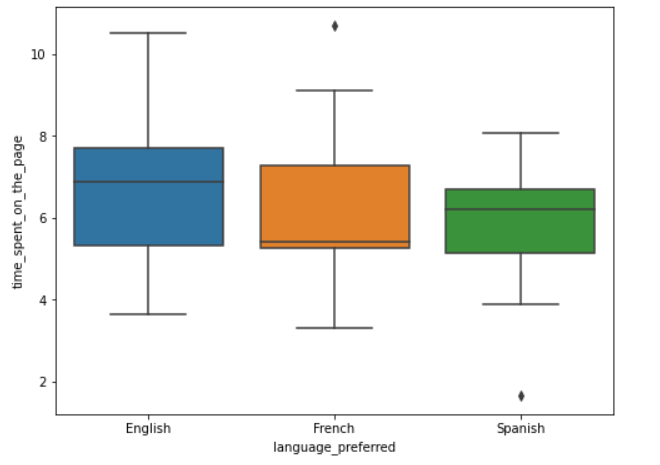 10
8
6
4
2
time_spent_on_the_page
English French Spanish
language_preferred